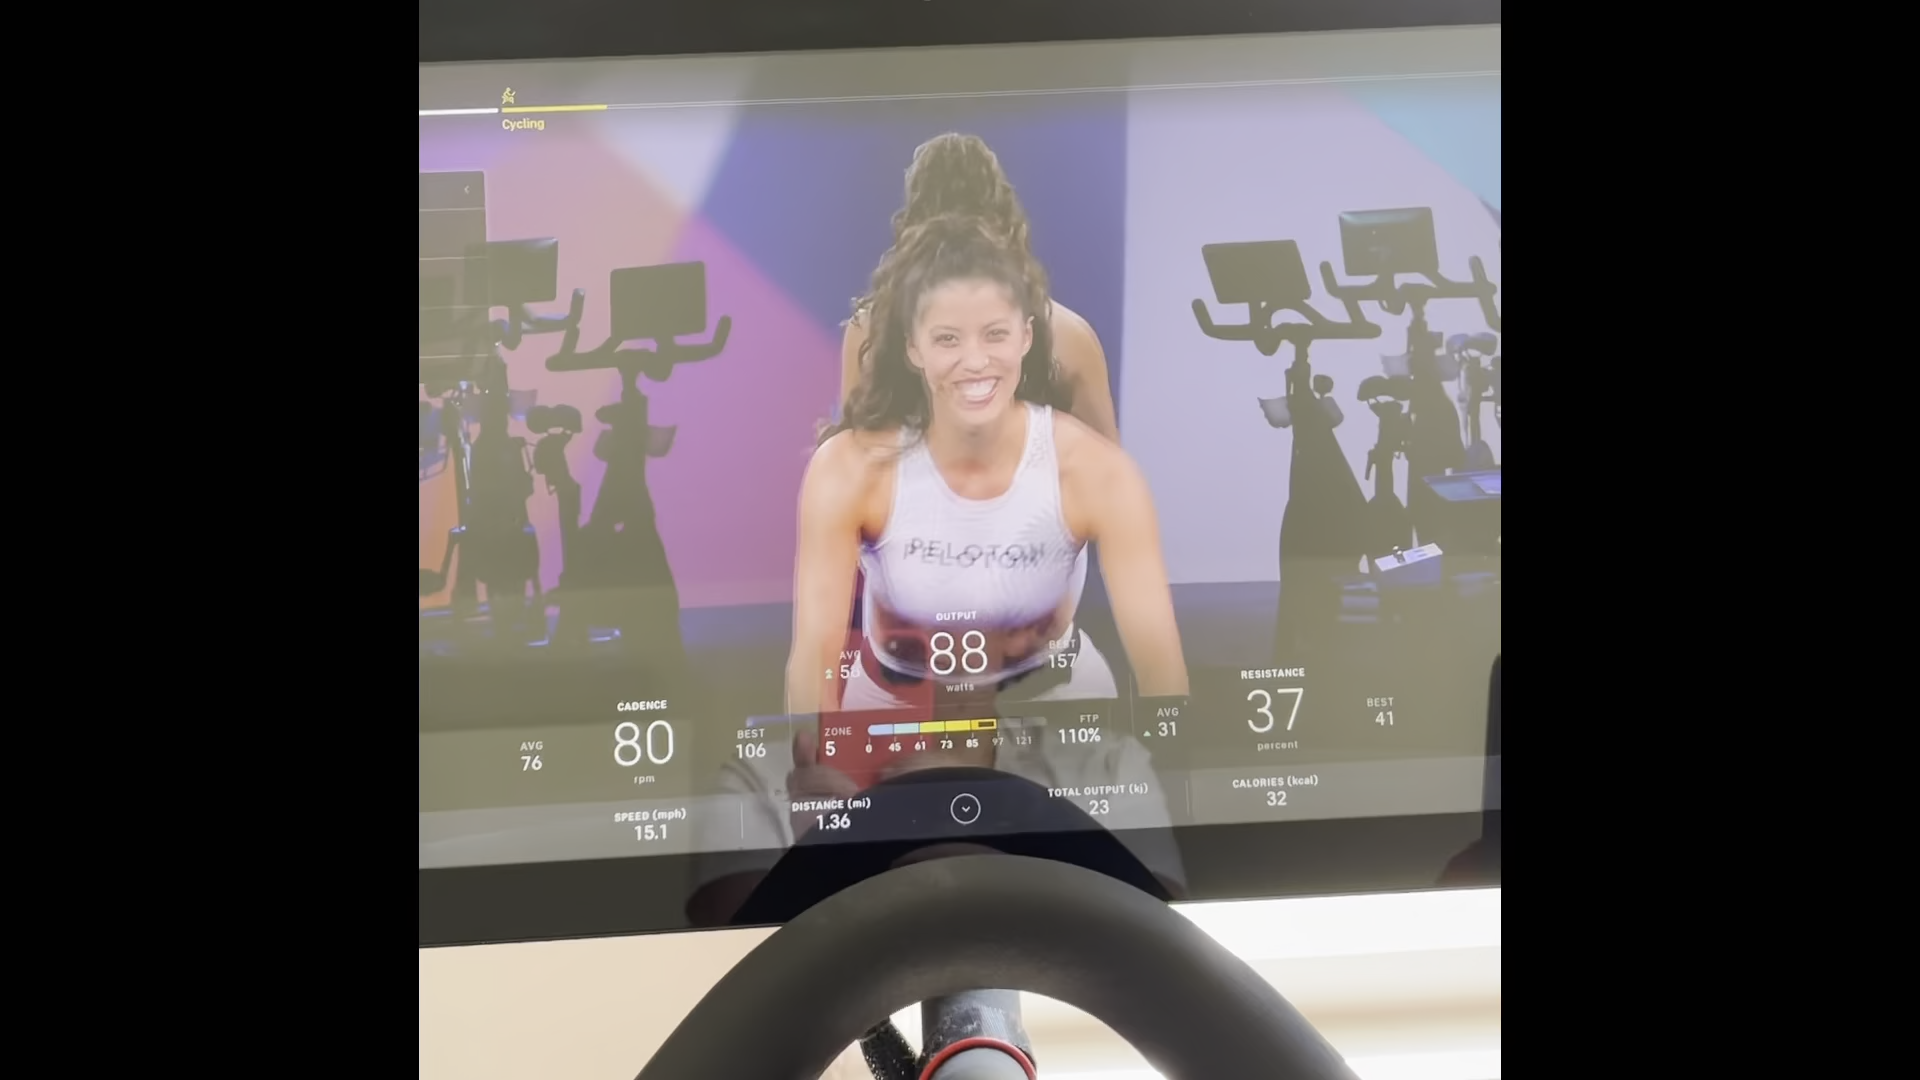 Cycling
PELOTON
PELOTON
OUTPUT
AVG
88
BEST
157
watts
RESISTANCE
37
percent
AVG
31
BEST
41
CADENCE
80
rpm
AVG
76
BEST
106
ZONE
5
0 45 61 73 85 97 121
FTP
110%
SPEED (mph)
15.1
DISTANCE (mi)
1.36
TOTAL OUTPUT (kj)
23
CALORIES (kcal)
32